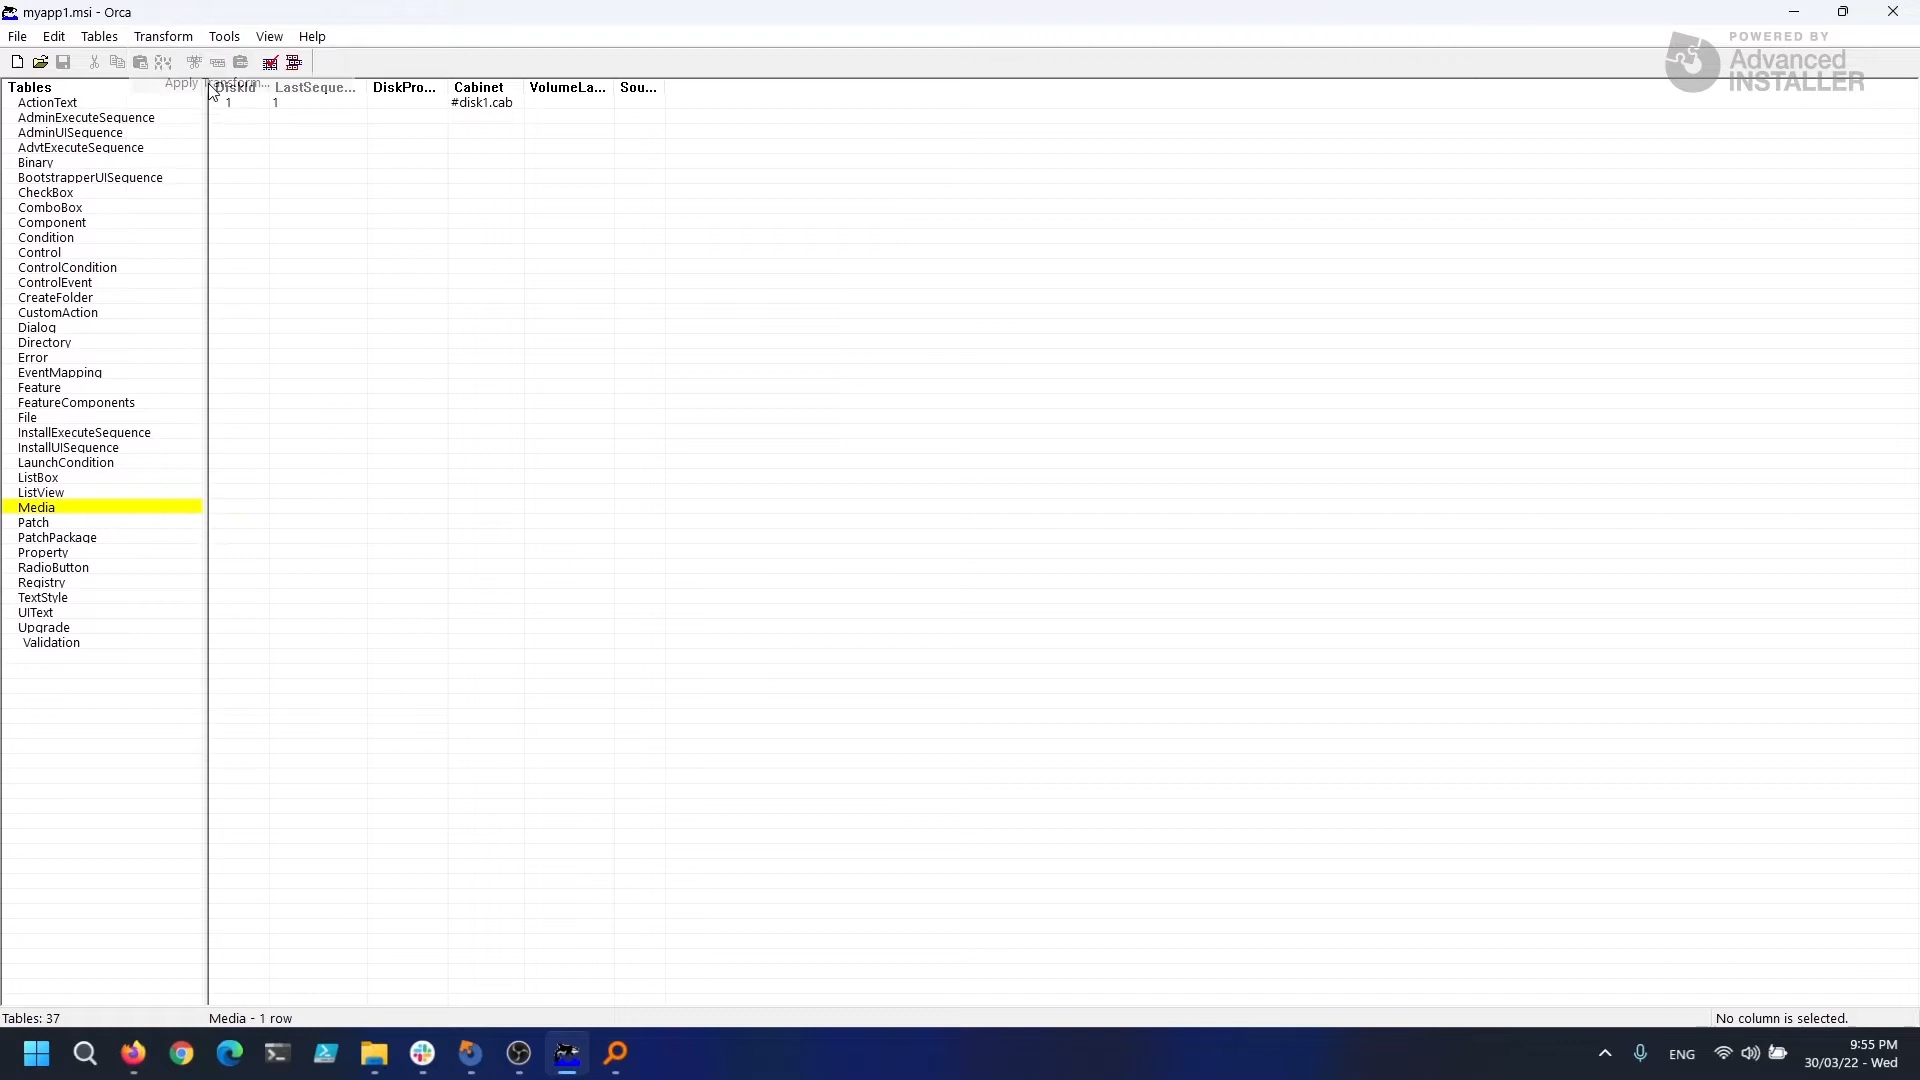 myapp1.msi - Orca
File Edit Tables Transform Tools View Help
POWERED BY
Advanced
INSTALLER
Apply Transform...
Tables
DiskId LastSeque... DiskPro... Cabinet VolumeLa... Sou...
1 1 #disk1.cab
ActionText
AdminExecuteSequence
AdminUISequence
AdvtExecuteSequence
Binary
BootstrapperUISequence
CheckBox
ComboBox
Component
Condition
Control
ControlCondition
ControlEvent
CreateFolder
CustomAction
Dialog
Directory
Error
EventMapping
Feature
FeatureComponents
File
InstallExecuteSequence
InstallUISequence
LaunchCondition
ListBox
ListView
Media
Patch
PatchPackage
Property
RadioButton
Registry
TextStyle
UIText
Upgrade
_Validation
Tables: 37
Media - 1 row
No column is selected.
ENG
9:55 PM
30/03/22 - Wed